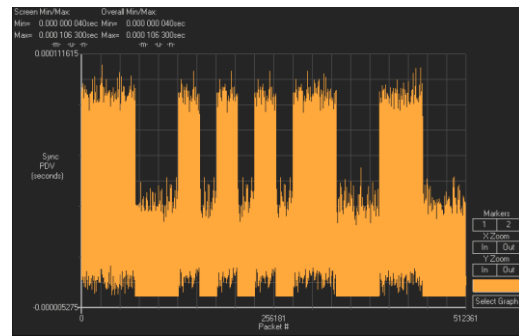 Screen Min/Max: Overall Min/Max:
Min= 0.000 000 040sec Min= 0.000 000 040sec
Max= 0.000 106 300sec Max= 0.000 106 300sec
-m- -u- -n- -m- -u- -n-
0.000111615
Sync
PDV
(seconds)
-0.000005275
0
256181
512361
Packet #
Markers
1 2
X Zoom
In Out
Y Zoom
In Out
Select Graph